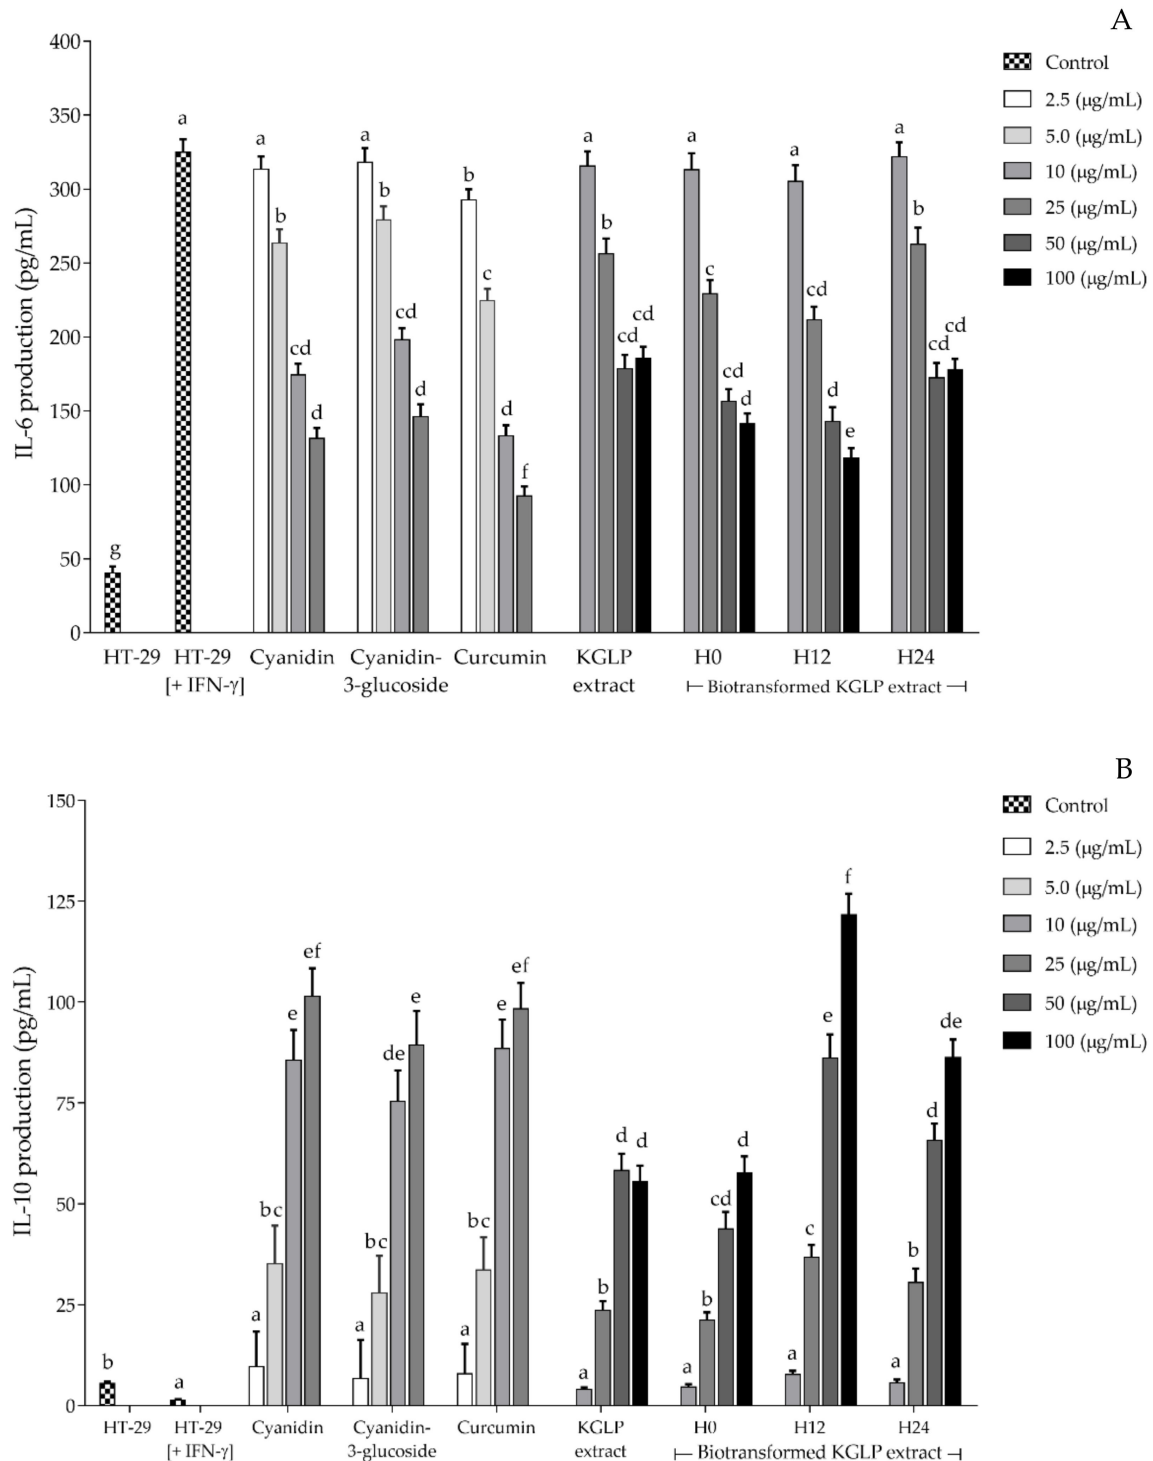 A
400
350
300
250
200
150
100
50
0
IL-6 production (pg/mL)
g
a
a
b
cd
d
a
b
cd
d
b
c
d
f
a
b
cd
cd
a
c
cd
d
a
cd
d
e
a
b
cd
cd
Control
2.5 (μg/mL)
5.0 (μg/mL)
10 (μg/mL)
25 (μg/mL)
50 (μg/mL)
100 (μg/mL)
HT-29 HT-29 Cyanidin Cyanidin- Curcumin KGLP H0 H12 H24
[+ IFN-γ] 3-glucoside extract Biotransformed KGLP extract
B
150
125
100
75
50
25
0
IL-10 production (pg/mL)
b
a
a
bc
e
ef
a
bc
de
e
a
bc
e
ef
a
b
d
d
a
b
cd
d
a
c
e
f
a
b
d
de
Control
2.5 (μg/mL)
5.0 (μg/mL)
10 (μg/mL)
25 (μg/mL)
50 (μg/mL)
100 (μg/mL)
HT-29 HT-29 Cyanidin Cyanidin- Curcumin KGLP H0 H12 H24
[+ IFN-γ] 3-glucoside extract Biotransformed KGLP extract